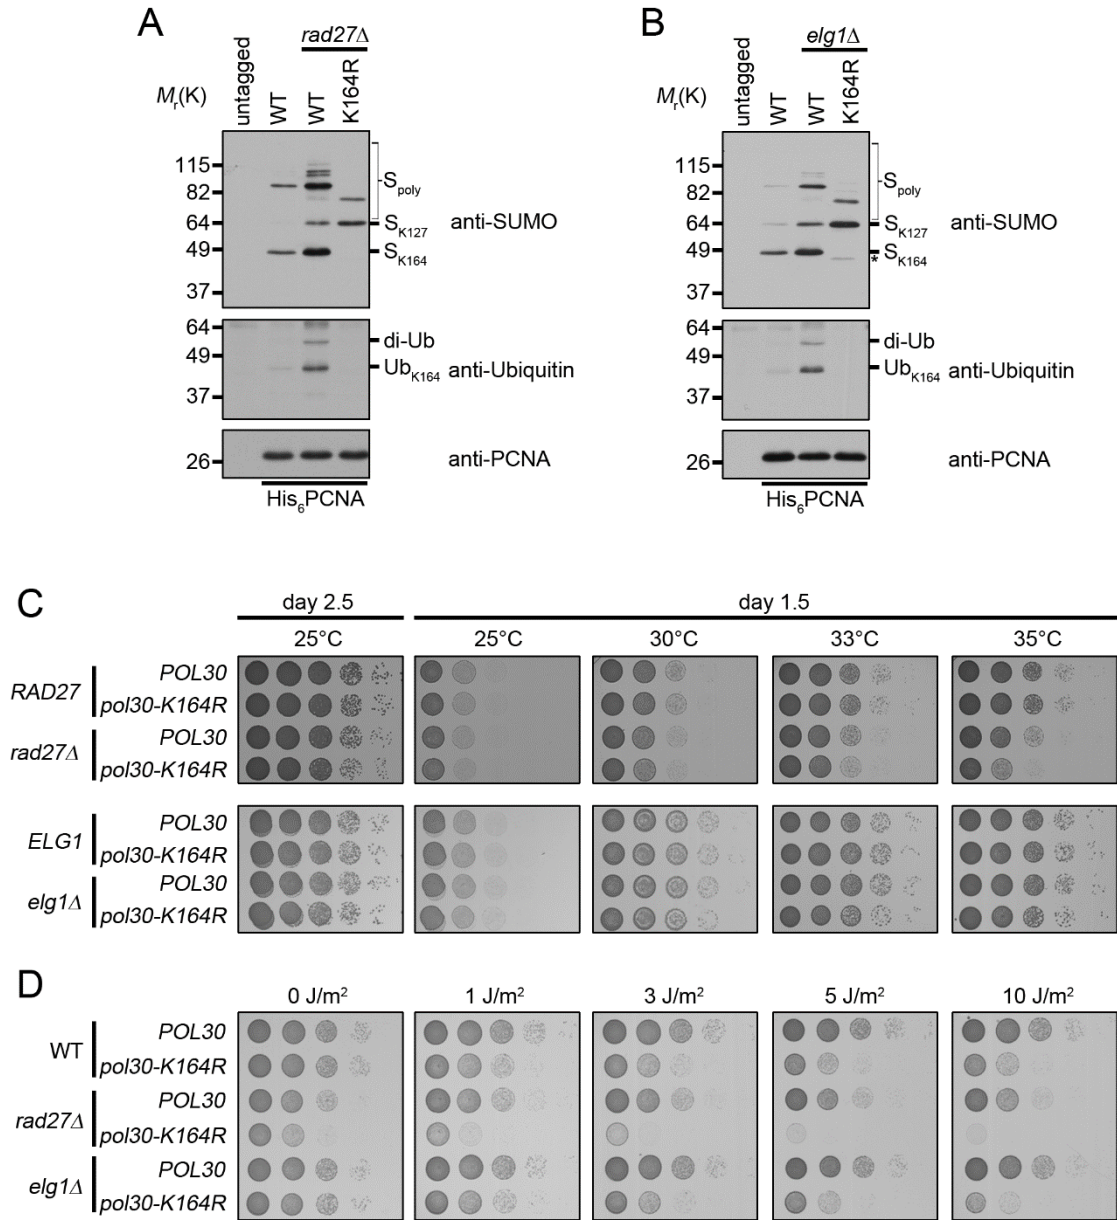 A
rad27Δ
untagged
WT
WT
K164R
Mr(K)
115
82
64
49
37
Spoly
SK127
SK164
anti-SUMO
64
49
37
di-Ub
UbK164
anti-Ubiquitin
26
anti-PCNA
His6PCNA
B
elg1Δ
untagged
WT
WT
K164R
Mr(K)
115
82
64
49
37
Spoly
SK127
SK164
*
anti-SUMO
64
49
37
di-Ub
UbK164
anti-Ubiquitin
26
anti-PCNA
His6PCNA
C
day 2.5 day 1.5
25°C 25°C 30°C 33°C 35°C
RAD27
POL30
pol30-K164R
rad27Δ
POL30
pol30-K164R
ELG1
POL30
pol30-K164R
elg1Δ
POL30
pol30-K164R
D
0 J/m² 1 J/m² 3 J/m² 5 J/m² 10 J/m²
WT
POL30
pol30-K164R
rad27Δ
POL30
pol30-K164R
elg1Δ
POL30
pol30-K164R